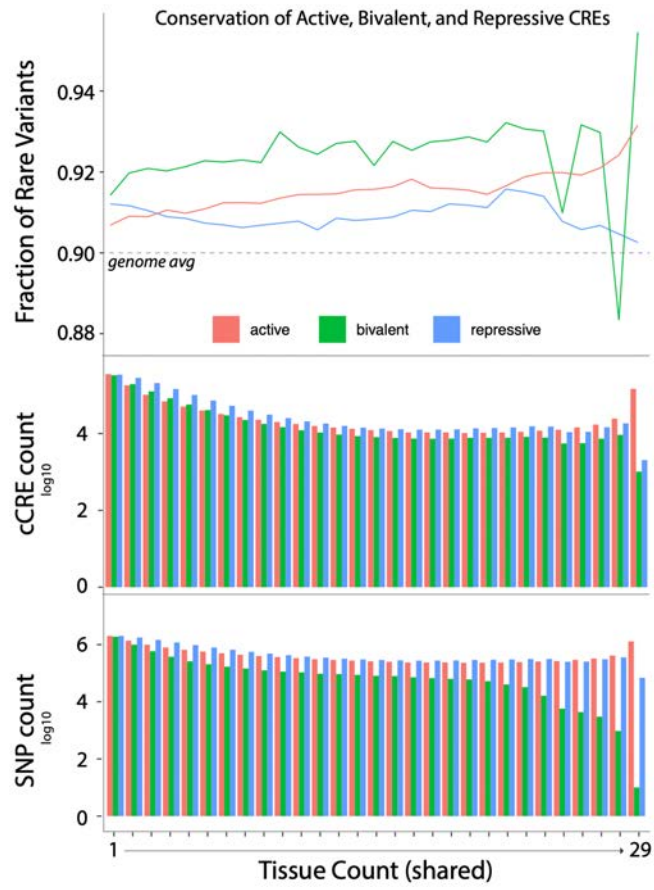 Conservation of Active, Bivalent, and Repressive CREs
Fraction of Rare Variants
0.94
0.92
0.90
0.88
genome avg
active
bivalent
repressive
cCRE count
log10
4
2
0
SNP count
log10
6
4
2
0
1
29
Tissue Count (shared)